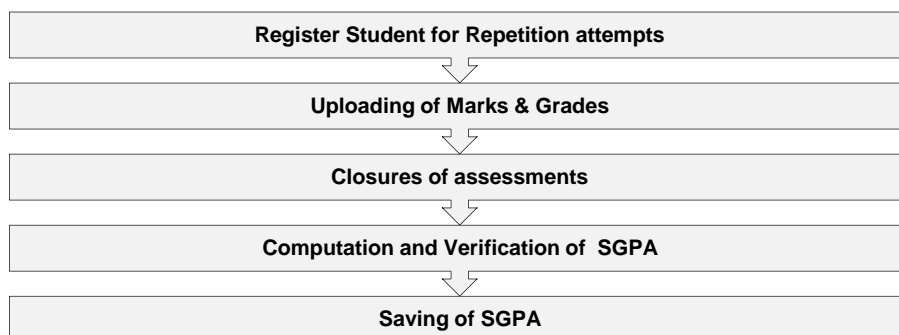 Register Student for Repetition attempts
Uploading of Marks & Grades
Closures of assessments
Computation and Verification of SGPA
Saving of SGPA